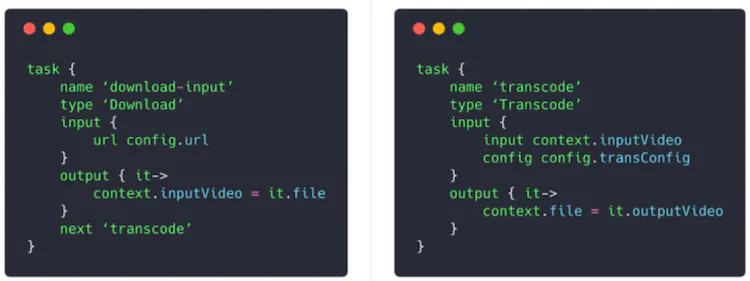 task {
    name ‘download-input’
    type ‘Download’
    input {
        url config.url
    }
    output { it->
        context.inputVideo = it.file
    }
    next ‘transcode’
}
task {
    name ‘transcode’
    type ‘Transcode’
    input {
        input context.inputVideo
        config config.transConfig
    }
    output { it->
        context.file = it.outputVideo
    }
}